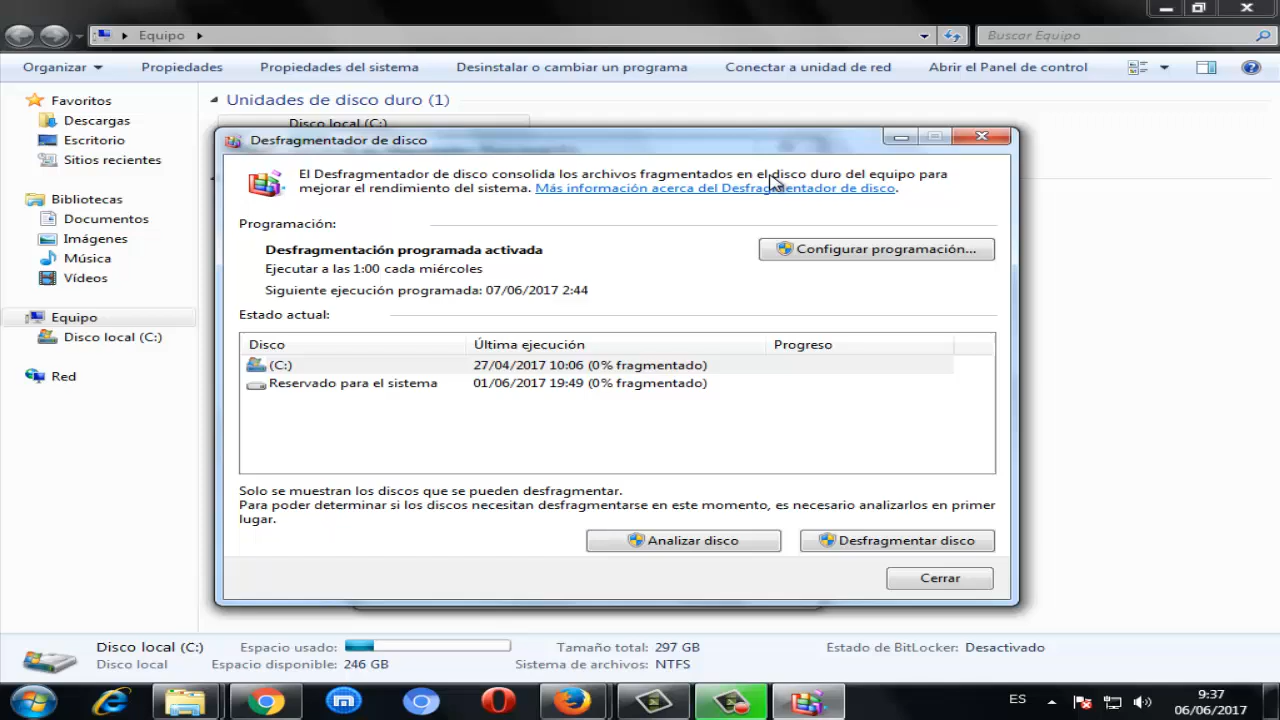 Equipo
Buscar Equipo
Organizar
Propiedades
Propiedades del sistema
Desinstalar o cambiar un programa
Conectar a unidad de red
Abrir el Panel de control
Favoritos
Descargas
Escritorio
Sitios recientes
Bibliotecas
Documentos
Imágenes
Música
Vídeos
Equipo
Disco local (C:)
Red
Unidades de disco duro (1)
Disco local (C:)
Desfragmentador de disco
El Desfragmentador de disco consolida los archivos fragmentados en el disco duro del equipo para
mejorar el rendimiento del sistema. Más información acerca del Desfragmentador de disco.
Programación:
Desfragmentación programada activada
Ejecutar a las 1:00 cada miércoles
Siguiente ejecución programada: 07/06/2017 2:44
Configurar programación...
Estado actual:
Disco Última ejecución Progreso
(C:) 27/04/2017 10:06 (0% fragmentado)
Reservado para el sistema 01/06/2017 19:49 (0% fragmentado)
Solo se muestran los discos que se pueden desfragmentar.
Para poder determinar si los discos necesitan desfragmentarse en este momento, es necesario analizarlos en primer
lugar.
Analizar disco
Desfragmentar disco
Cerrar
Disco local (C:) Espacio usado: Tamaño total: 297 GB Estado de BitLocker: Desactivado
Disco local Espacio disponible: 246 GB Sistema de archivos: NTFS
ES
9:37
06/06/2017